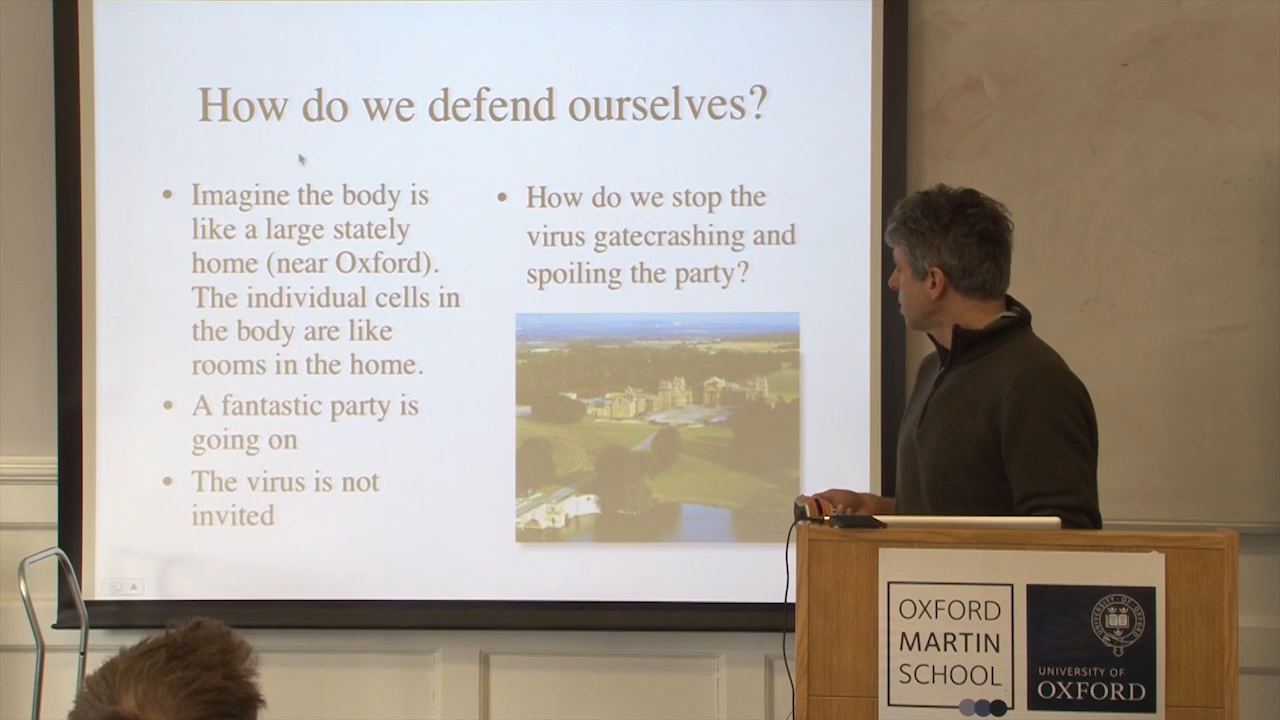 How do we defend ourselves?
• Imagine the body is
like a large stately
home (near Oxford).
The individual cells in
the body are like
rooms in the home.
• A fantastic party is
going on
• The virus is not
invited
• How do we stop the
virus gatecrashing and
spoiling the party?
OXFORD
MARTIN
SCHOOL
UNIVERSITY OF
OXFORD